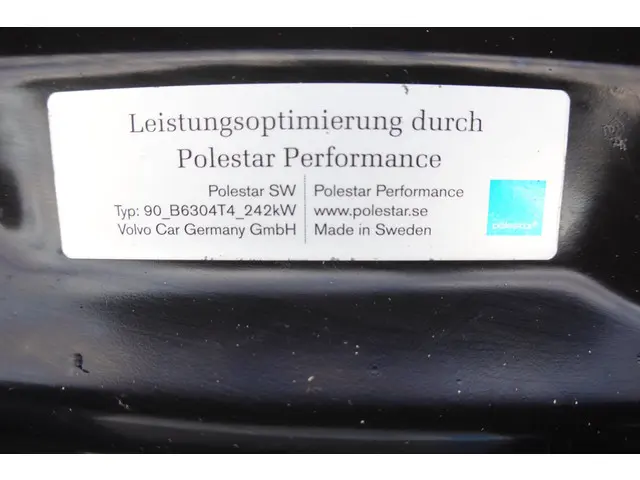 Leistungsoptimierung durch
Polestar Performance
Polestar SW
Typ: 90_B6304T4_242kW
Volvo Car Germany GmbH
Polestar Performance
www.polestar.se
Made in Sweden
polestar